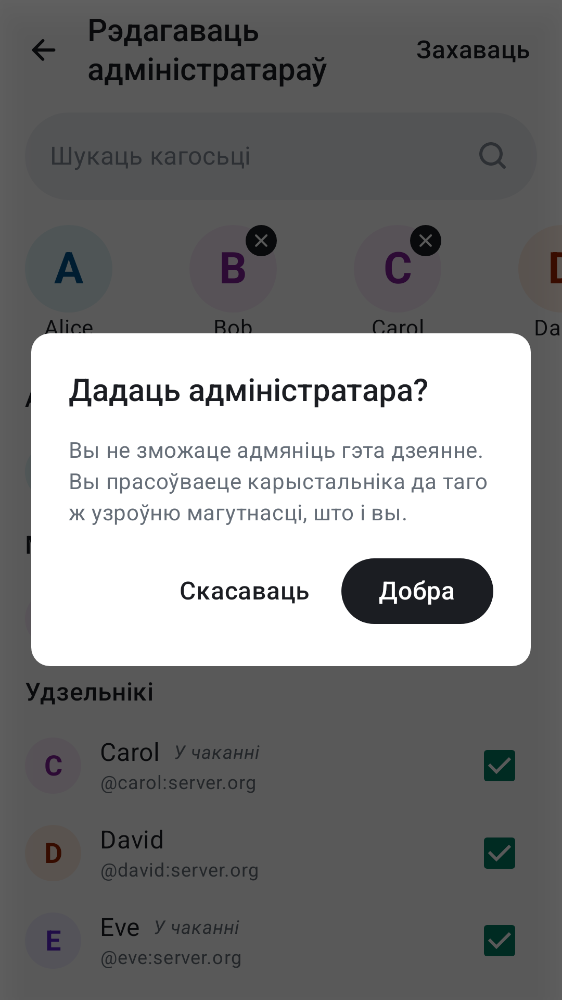 Рэдагаваць
адміністратараў
Захаваць
Шукаць кагосьці
A
B
C
Alice
Bob
Carol
Da
Дадаць адміністратара?
Вы не зможаце адмяніць гэта дзеянне.
Вы прасоўваеце карыстальніка да таго
ж узроўню магутнасці, што і вы.
Скасаваць
Добра
Удзельнікі
C
Carol У чаканні
@carol:server.org
D
David
@david:server.org
E
Eve У чаканні
@eve:server.org